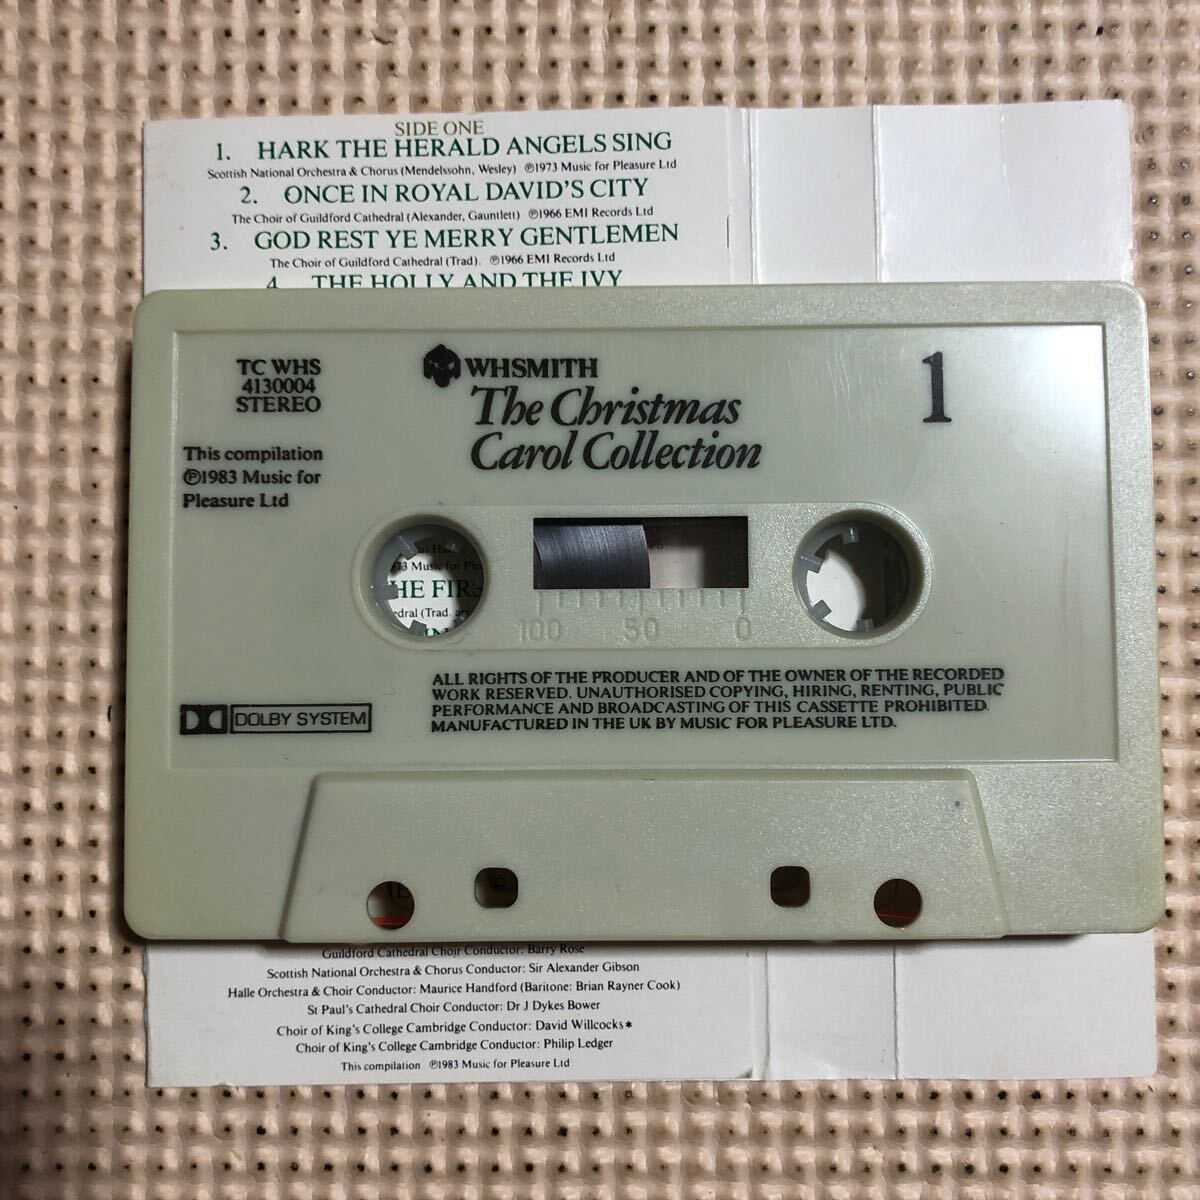 SIDE ONE
1. HARK THE HERALD ANGELS SING
Scottish National Orchestra & Chorus (Mendelssohn, Wesley) ℗1973 Music for Pleasure Ltd
2. ONCE IN ROYAL DAVID'S CITY
The Choir of Guildford Cathedral (Alexander, Gauntlett) ℗1966 EMI Records Ltd
3. GOD REST YE MERRY GENTLEMEN
The Choir of Guildford Cathedral (Trad). ℗1966 EMI Records Ltd
4. THE HOLLY AND THE IVY
TC WHS
4130004
STEREO
WHSMITH
The Christmas
Carol Collection
1
This compilation
℗1983 Music for
Pleasure Ltd
73 Music for Ple
HE FIRS
edral (Trad.
100 50 0
ALL RIGHTS OF THE PRODUCER AND OF THE OWNER OF THE RECORDED
WORK RESERVED. UNAUTHORISED COPYING, HIRING, RENTING, PUBLIC
PERFORMANCE AND BROADCASTING OF THIS CASSETTE PROHIBITED.
MANUFACTURED IN THE UK BY MUSIC FOR PLEASURE LTD.
DOLBY SYSTEM
Guildford Cathedral Choir Conductor: Barry Rose
Scottish National Orchestra & Chorus Conductor: Sir Alexander Gibson
Halle Orchestra & Choir Conductor: Maurice Handford (Baritone: Brian Rayner Cook)
St Paul's Cathedral Choir Conductor: Dr J Dykes Bower
Choir of King's College Cambridge Conductor: David Willcocks*
Choir of King's College Cambridge Conductor: Philip Ledger
This compilation ℗1983 Music for Pleasure Ltd